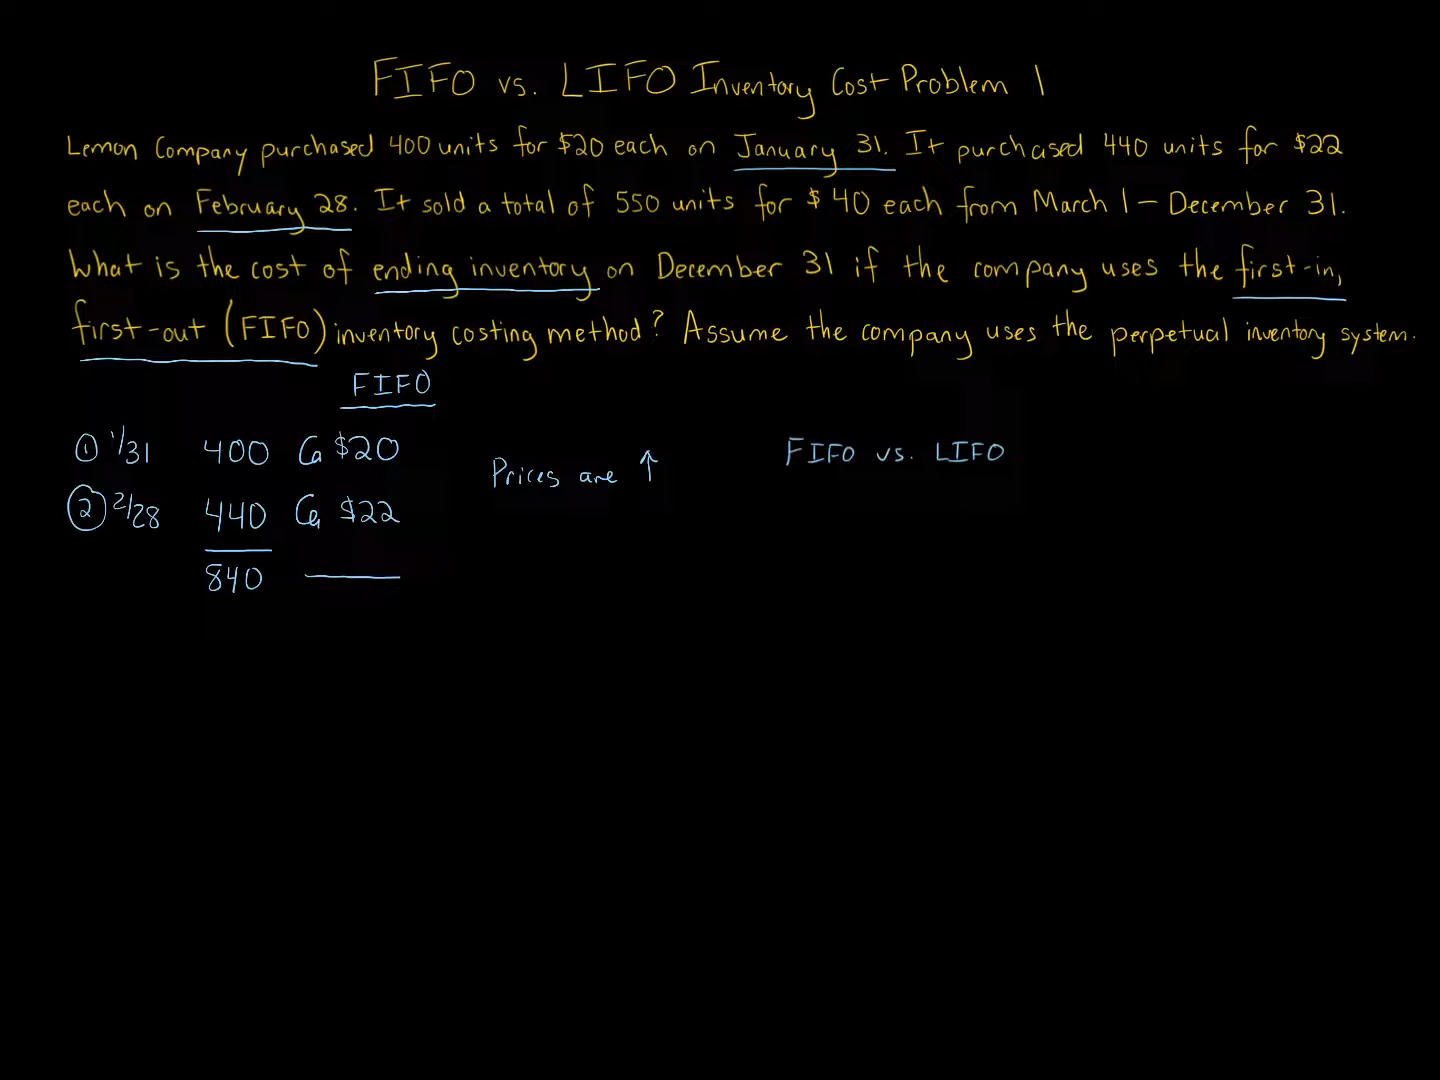 FIFO vs. LIFO Inventory Cost Problem 1
Lemon Company purchased 400 units for $20 each on January 31. It purchased 440 units for $22
each on February 28. It sold a total of 550 units for $40 each from March 1 - December 31.
What is the cost of ending inventory on December 31 if the company uses the first-in,
first-out (FIFO) inventory costing method? Assume the company uses the perpetual inventory system.
FIFO
① 1/31 400 @ $20
Prices are ↑
FIFO vs. LIFO
② 2/28 440 @ $22
840